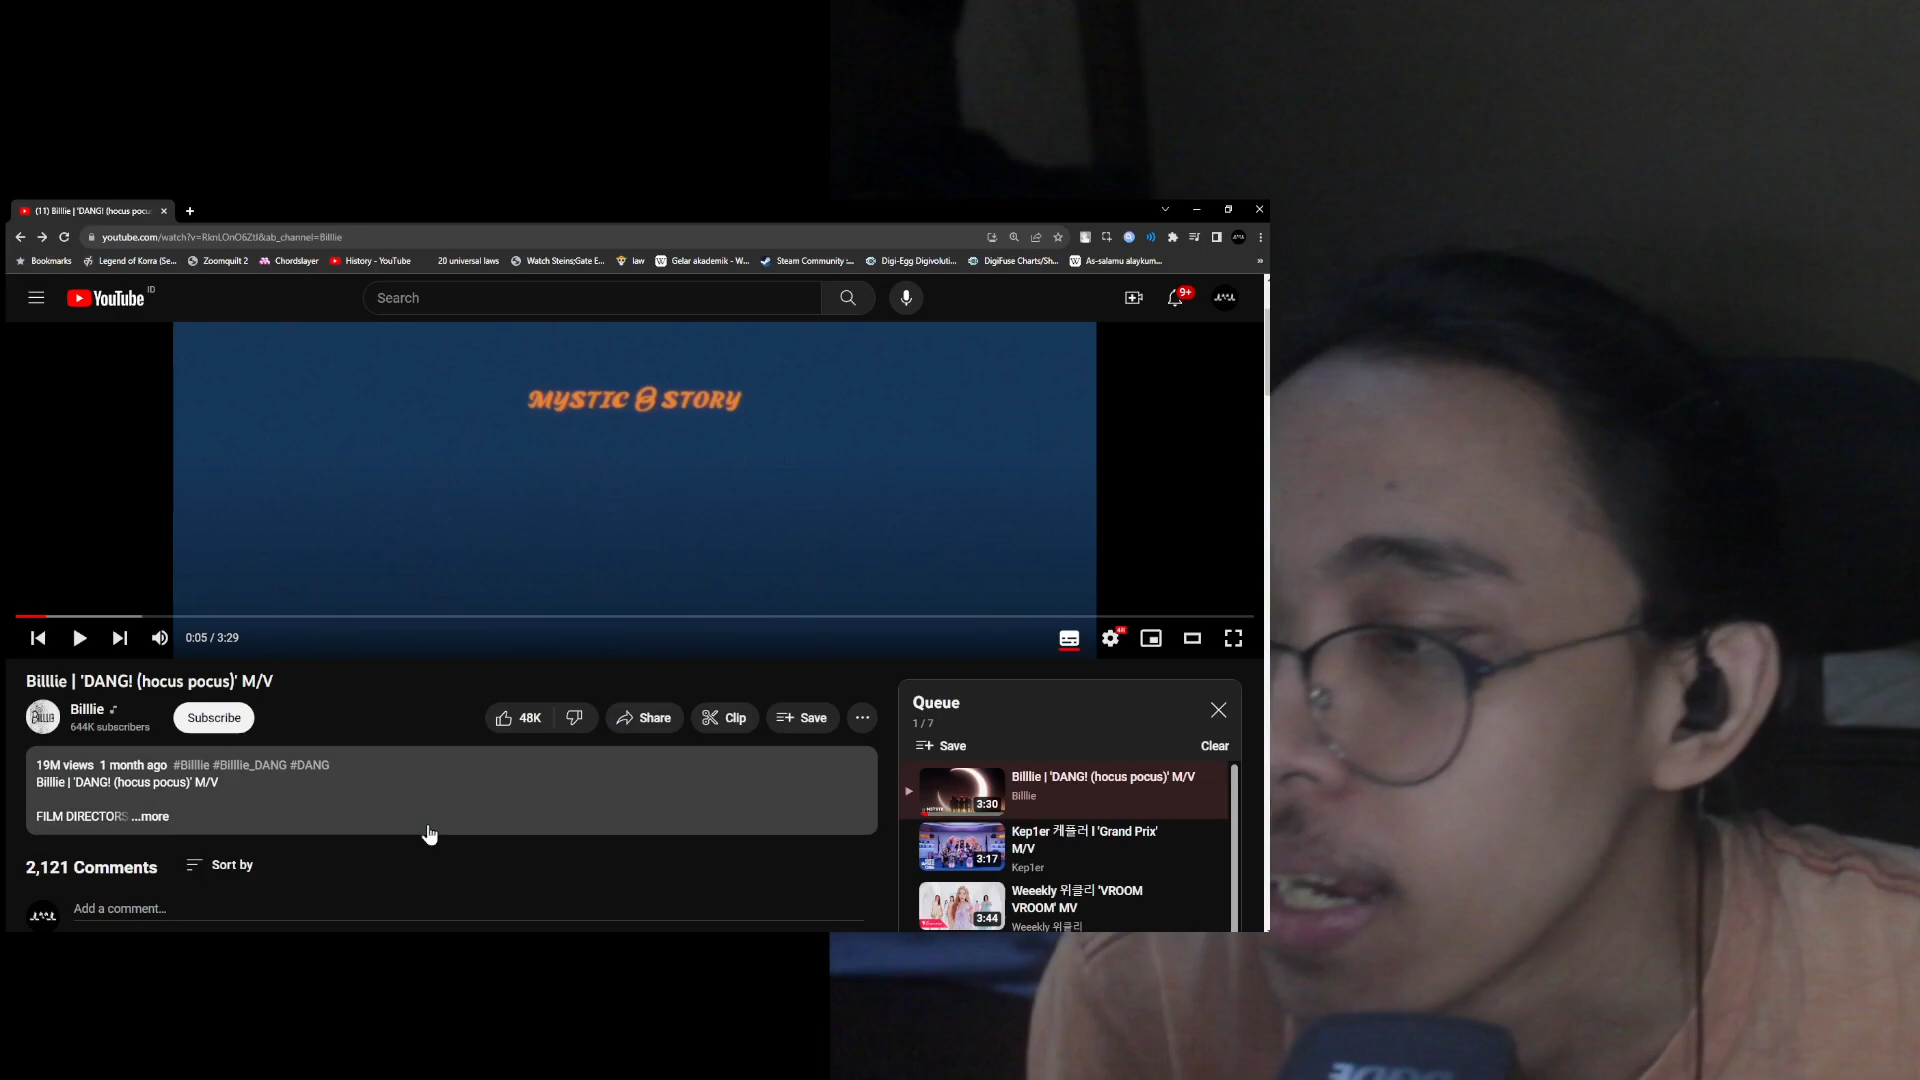 (11) Billlie | 'DANG! (hocus pocu
youtube.com/watch?v=RknLOnO6ZtI&ab_channel=Billlie
Bookmarks
Legend of Korra (Se...
Zoomquilt 2
Chordslayer
History - YouTube
20 universal laws
Watch Steins;Gate E...
law
Gelar akademik - W...
Steam Community :...
Digi-Egg Digivoluti...
DigiFuse Charts/Sh...
As-salamu alaykum...
YouTube ID
Search
9+
MYSTIC STORY
0:05 / 3:29
Billlie | 'DANG! (hocus pocus)' M/V
Billlie
644K subscribers
Subscribe
48K
Share
Clip
Save
19M views 1 month ago #Billlie #Billlie_DANG #DANG
Billlie | 'DANG! (hocus pocus)' M/V
FILM DIRECTORS ...more
2,121 Comments
Sort by
Add a comment...
Queue
1 / 7
Save
Clear
3:30
Billlie | 'DANG! (hocus pocus)' M/V
Billlie
3:17
Kep1er 케플러 l 'Grand Prix'
M/V
Kep1er
3:44
Weeekly 위클리 'VROOM
VROOM' MV
Weeekly 위클리